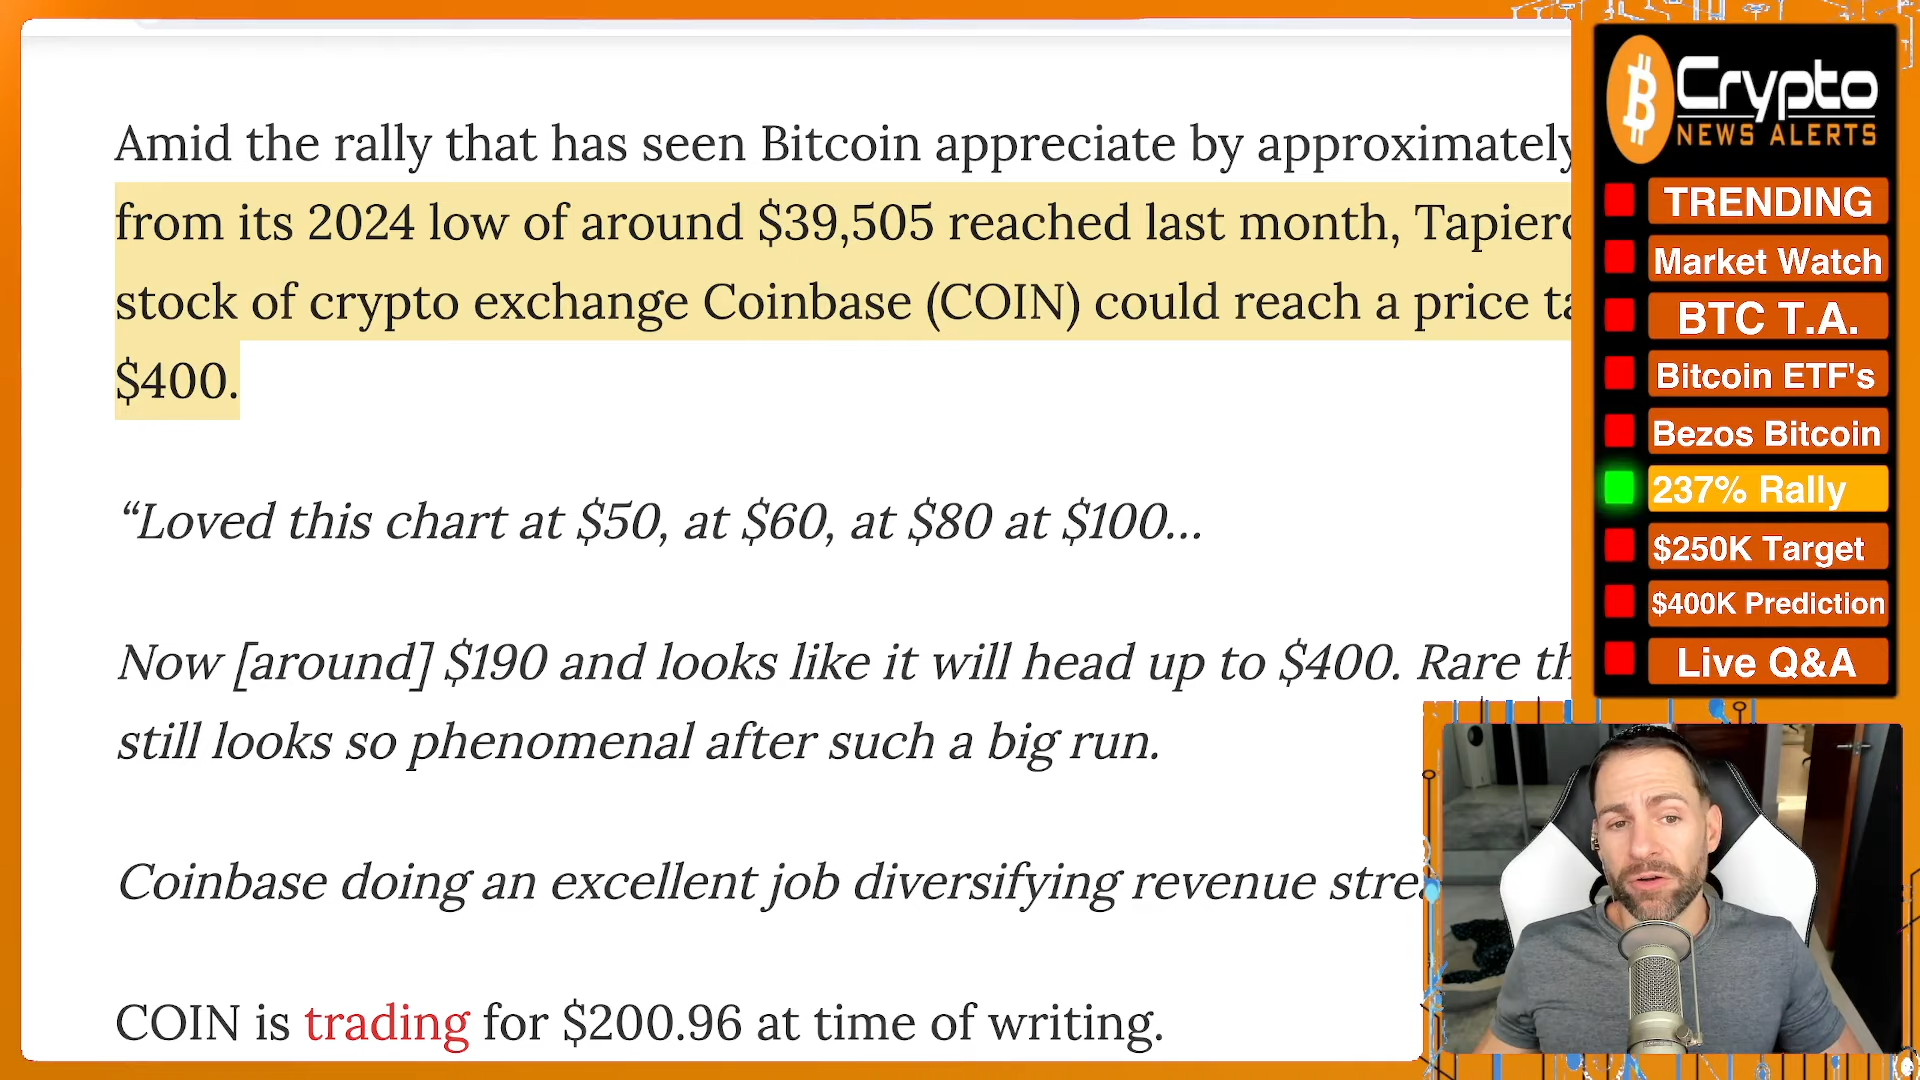 Amid the rally that has seen Bitcoin appreciate by approximately
from its 2024 low of around $39,505 reached last month,
stock of crypto exchange Coinbase (COIN) could reach a price
$400.
“Loved this chart at $50, at $60, at $80 at $100...
Now [around] $190 and looks like it will head up to $400. Rare
still looks so phenomenal after such a big run.
Coinbase doing an excellent job diversifying revenue
COIN is trading for $200.96 at time of writing.
Crypto
NEWS ALERTS
TRENDING
Market Watch
BTC T.A.
Bitcoin ETF's
Bezos Bitcoin
237% Rally
$250K Target
$400K Prediction
Live Q&A